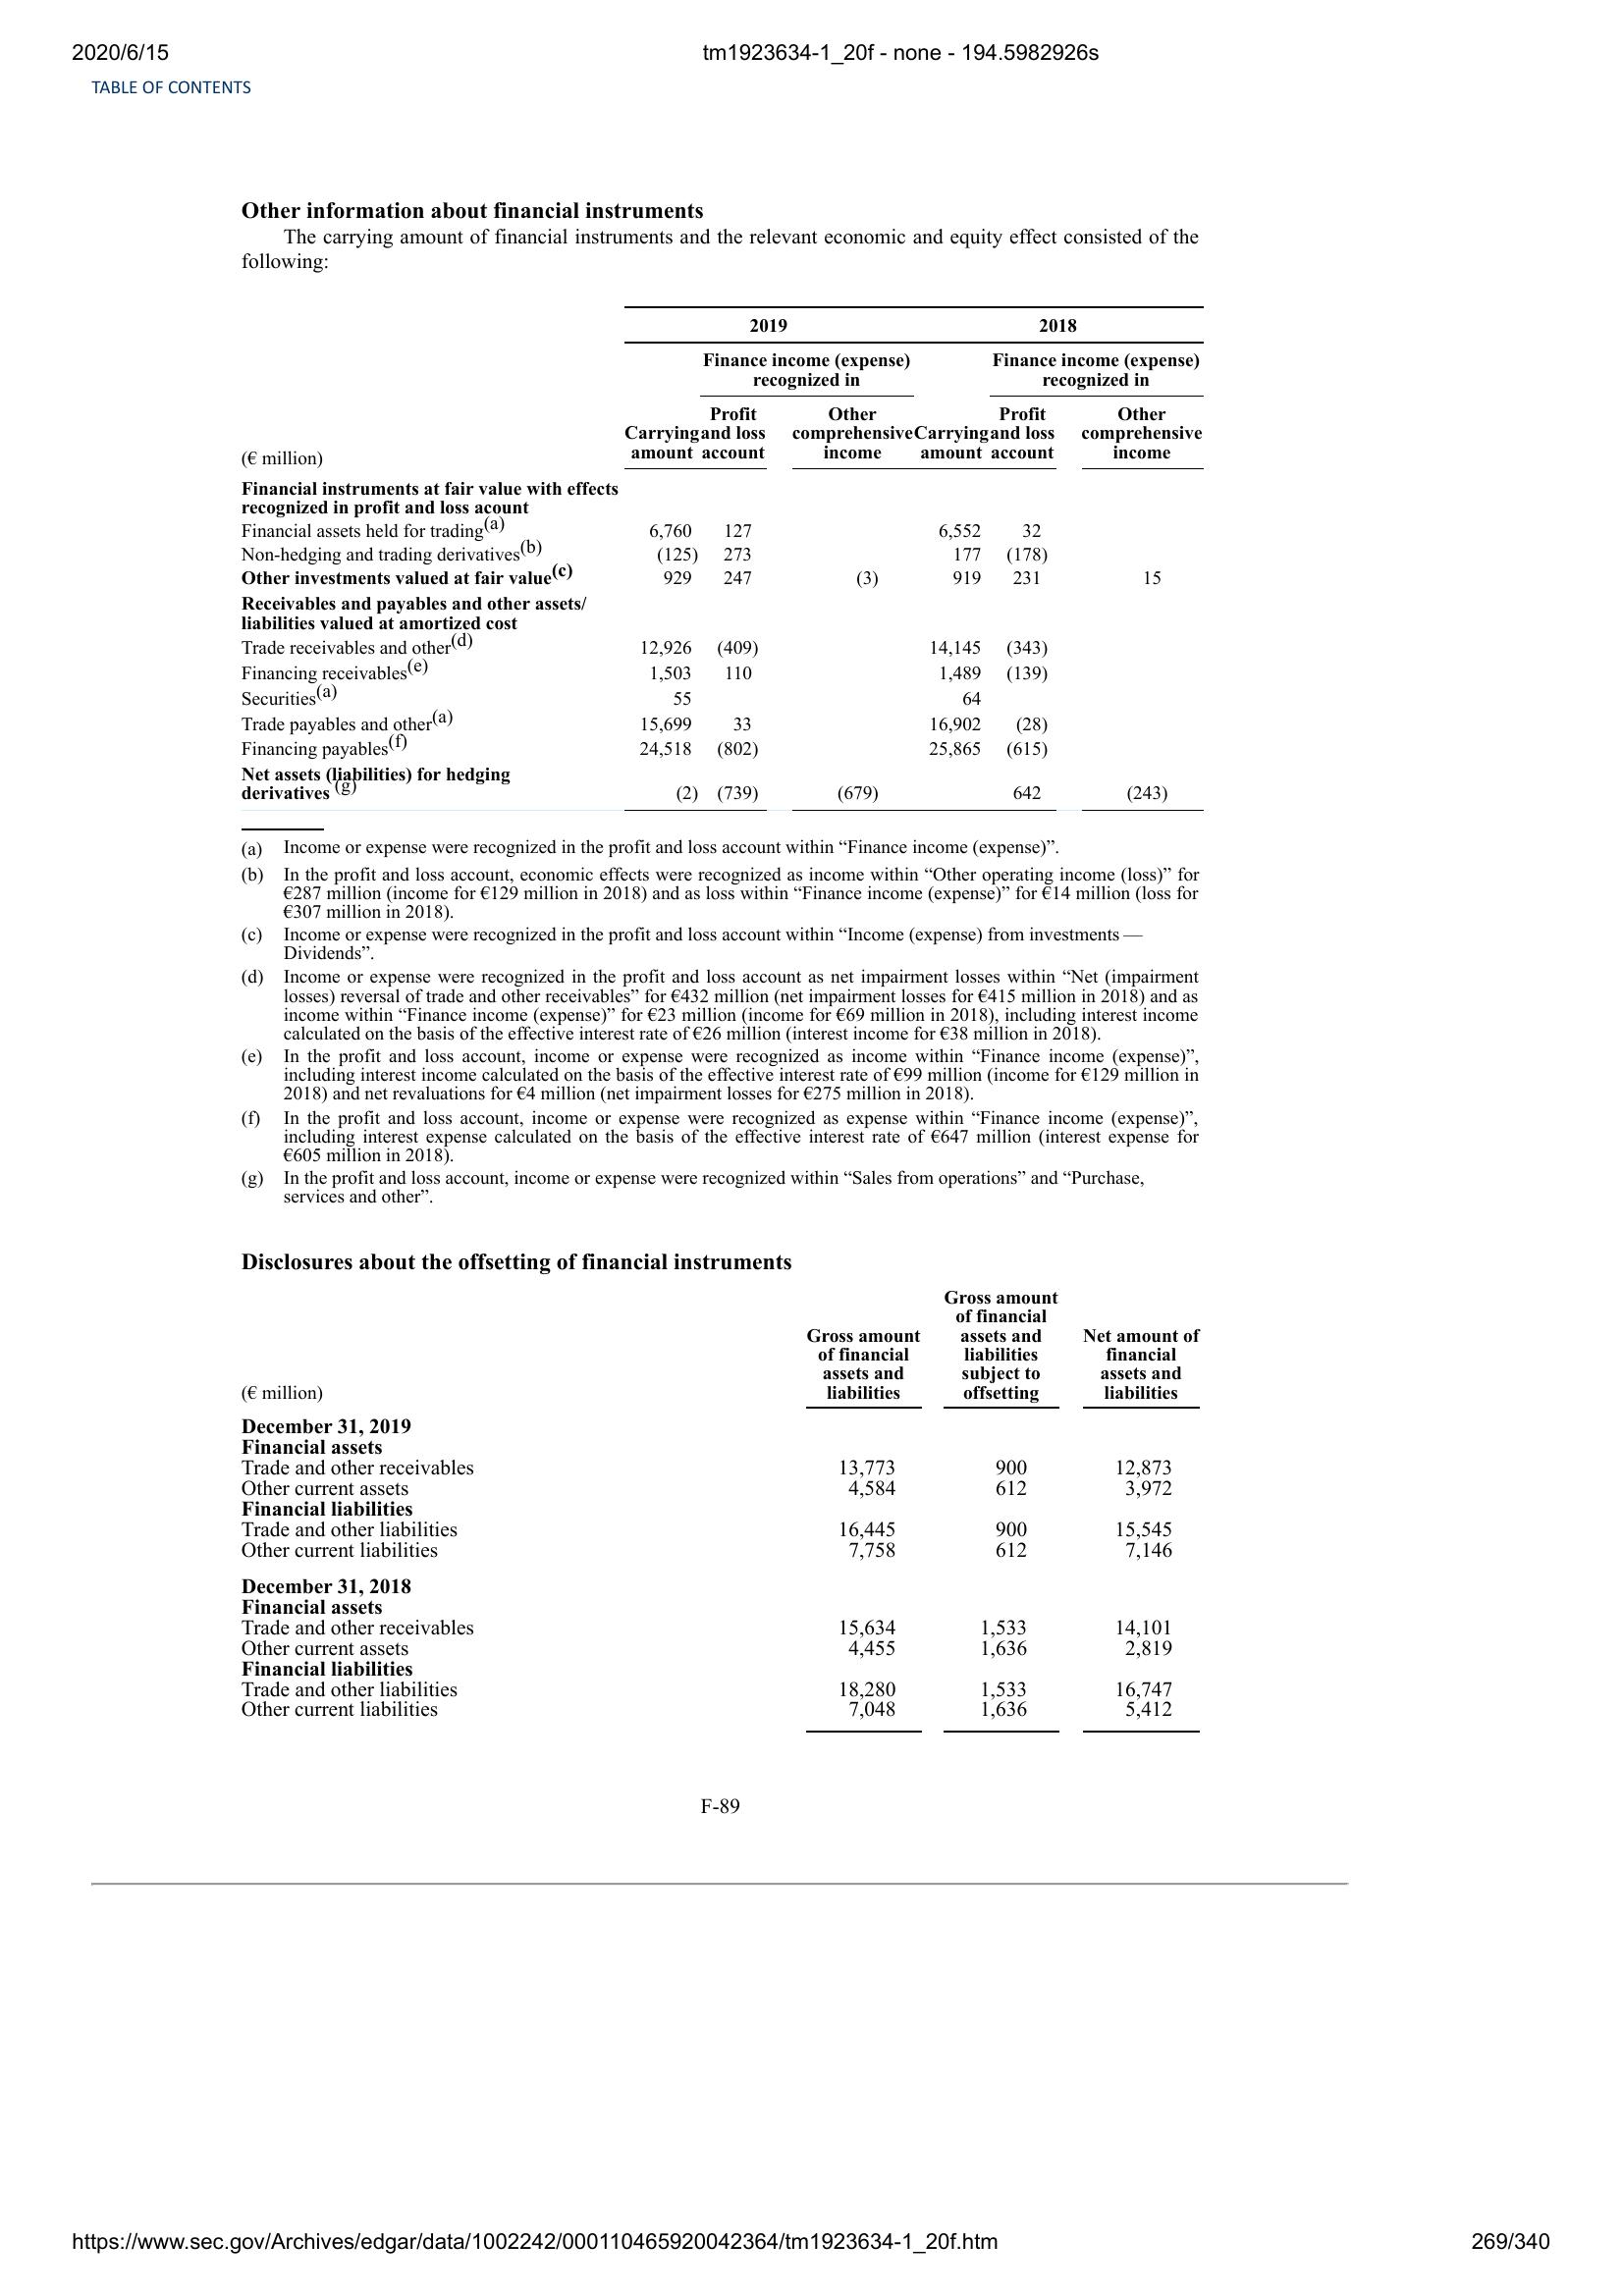 2020/6/15 tm1923634-1_20f - none - 194.5982926s
TABLE OF CONTENTS
Other information about financial instruments
The carrying amount of financial instruments and the relevant economic and equity effect consisted of the
following:
2019 2018
Finance income (expense) Finance income (expense)
recognized in recognized in
Profit Other Profit Other
Carrying and loss comprehensive Carrying and loss comprehensive
(€ million) amount account income amount account income
Financial instruments at fair value with effects
recognized in profit and loss acount
Financial assets held for trading(a) 6,760 127 6,552 32
Non-hedging and trading derivatives(b) (125) 273 177 (178)
Other investments valued at fair value(c) 929 247 (3) 919 231 15
Receivables and payables and other assets/
liabilities valued at amortized cost
Trade receivables and other(d) 12,926 (409) 14,145 (343)
Financing receivables(e) 1,503 110 1,489 (139)
Securities(a) 55 64
Trade payables and other(a) 15,699 33 16,902 (28)
Financing payables(f) 24,518 (802) 25,865 (615)
Net assets (liabilities) for hedging
derivatives (g) (2) (739) (679) 642 (243)
(a) Income or expense were recognized in the profit and loss account within “Finance income (expense)”.
(b) In the profit and loss account, economic effects were recognized as income within “Other operating income (loss)” for
€287 million (income for €129 million in 2018) and as loss within “Finance income (expense)” for €14 million (loss for
€307 million in 2018).
(c) Income or expense were recognized in the profit and loss account within “Income (expense) from investments —
Dividends”.
(d) Income or expense were recognized in the profit and loss account as net impairment losses within “Net (impairment
losses) reversal of trade and other receivables” for €432 million (net impairment losses for €415 million in 2018) and as
income within “Finance income (expense)” for €23 million (income for €69 million in 2018), including interest income
calculated on the basis of the effective interest rate of €26 million (interest income for €38 million in 2018).
(e) In the profit and loss account, income or expense were recognized as income within “Finance income (expense)”,
including interest income calculated on the basis of the effective interest rate of €99 million (income for €129 million in
2018) and net revaluations for €4 million (net impairment losses for €275 million in 2018).
(f) In the profit and loss account, income or expense were recognized as expense within “Finance income (expense)”,
including interest expense calculated on the basis of the effective interest rate of €647 million (interest expense for
€605 million in 2018).
(g) In the profit and loss account, income or expense were recognized within “Sales from operations” and “Purchase,
services and other”.
Disclosures about the offsetting of financial instruments
Gross amount
of financial
Gross amount assets and Net amount of
of financial liabilities financial
assets and subject to assets and
(€ million) liabilities offsetting liabilities
December 31, 2019
Financial assets
Trade and other receivables 13,773 900 12,873
Other current assets 4,584 612 3,972
Financial liabilities
Trade and other liabilities 16,445 900 15,545
Other current liabilities 7,758 612 7,146
December 31, 2018
Financial assets
Trade and other receivables 15,634 1,533 14,101
Other current assets 4,455 1,636 2,819
Financial liabilities
Trade and other liabilities 18,280 1,533 16,747
Other current liabilities 7,048 1,636 5,412
F-89
https://www.sec.gov/Archives/edgar/data/1002242/000110465920042364/tm1923634-1_20f.htm 269/340